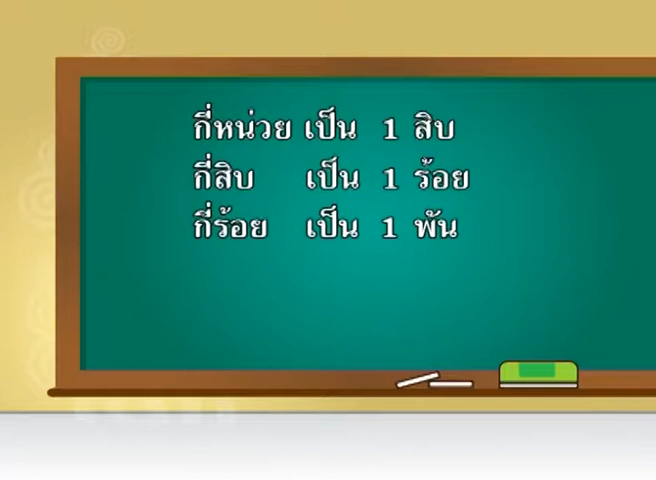 กี่หน่วย เป็น 1 สิบ
กี่สิบ เป็น 1 ร้อย
กี่ร้อย เป็น 1 พัน